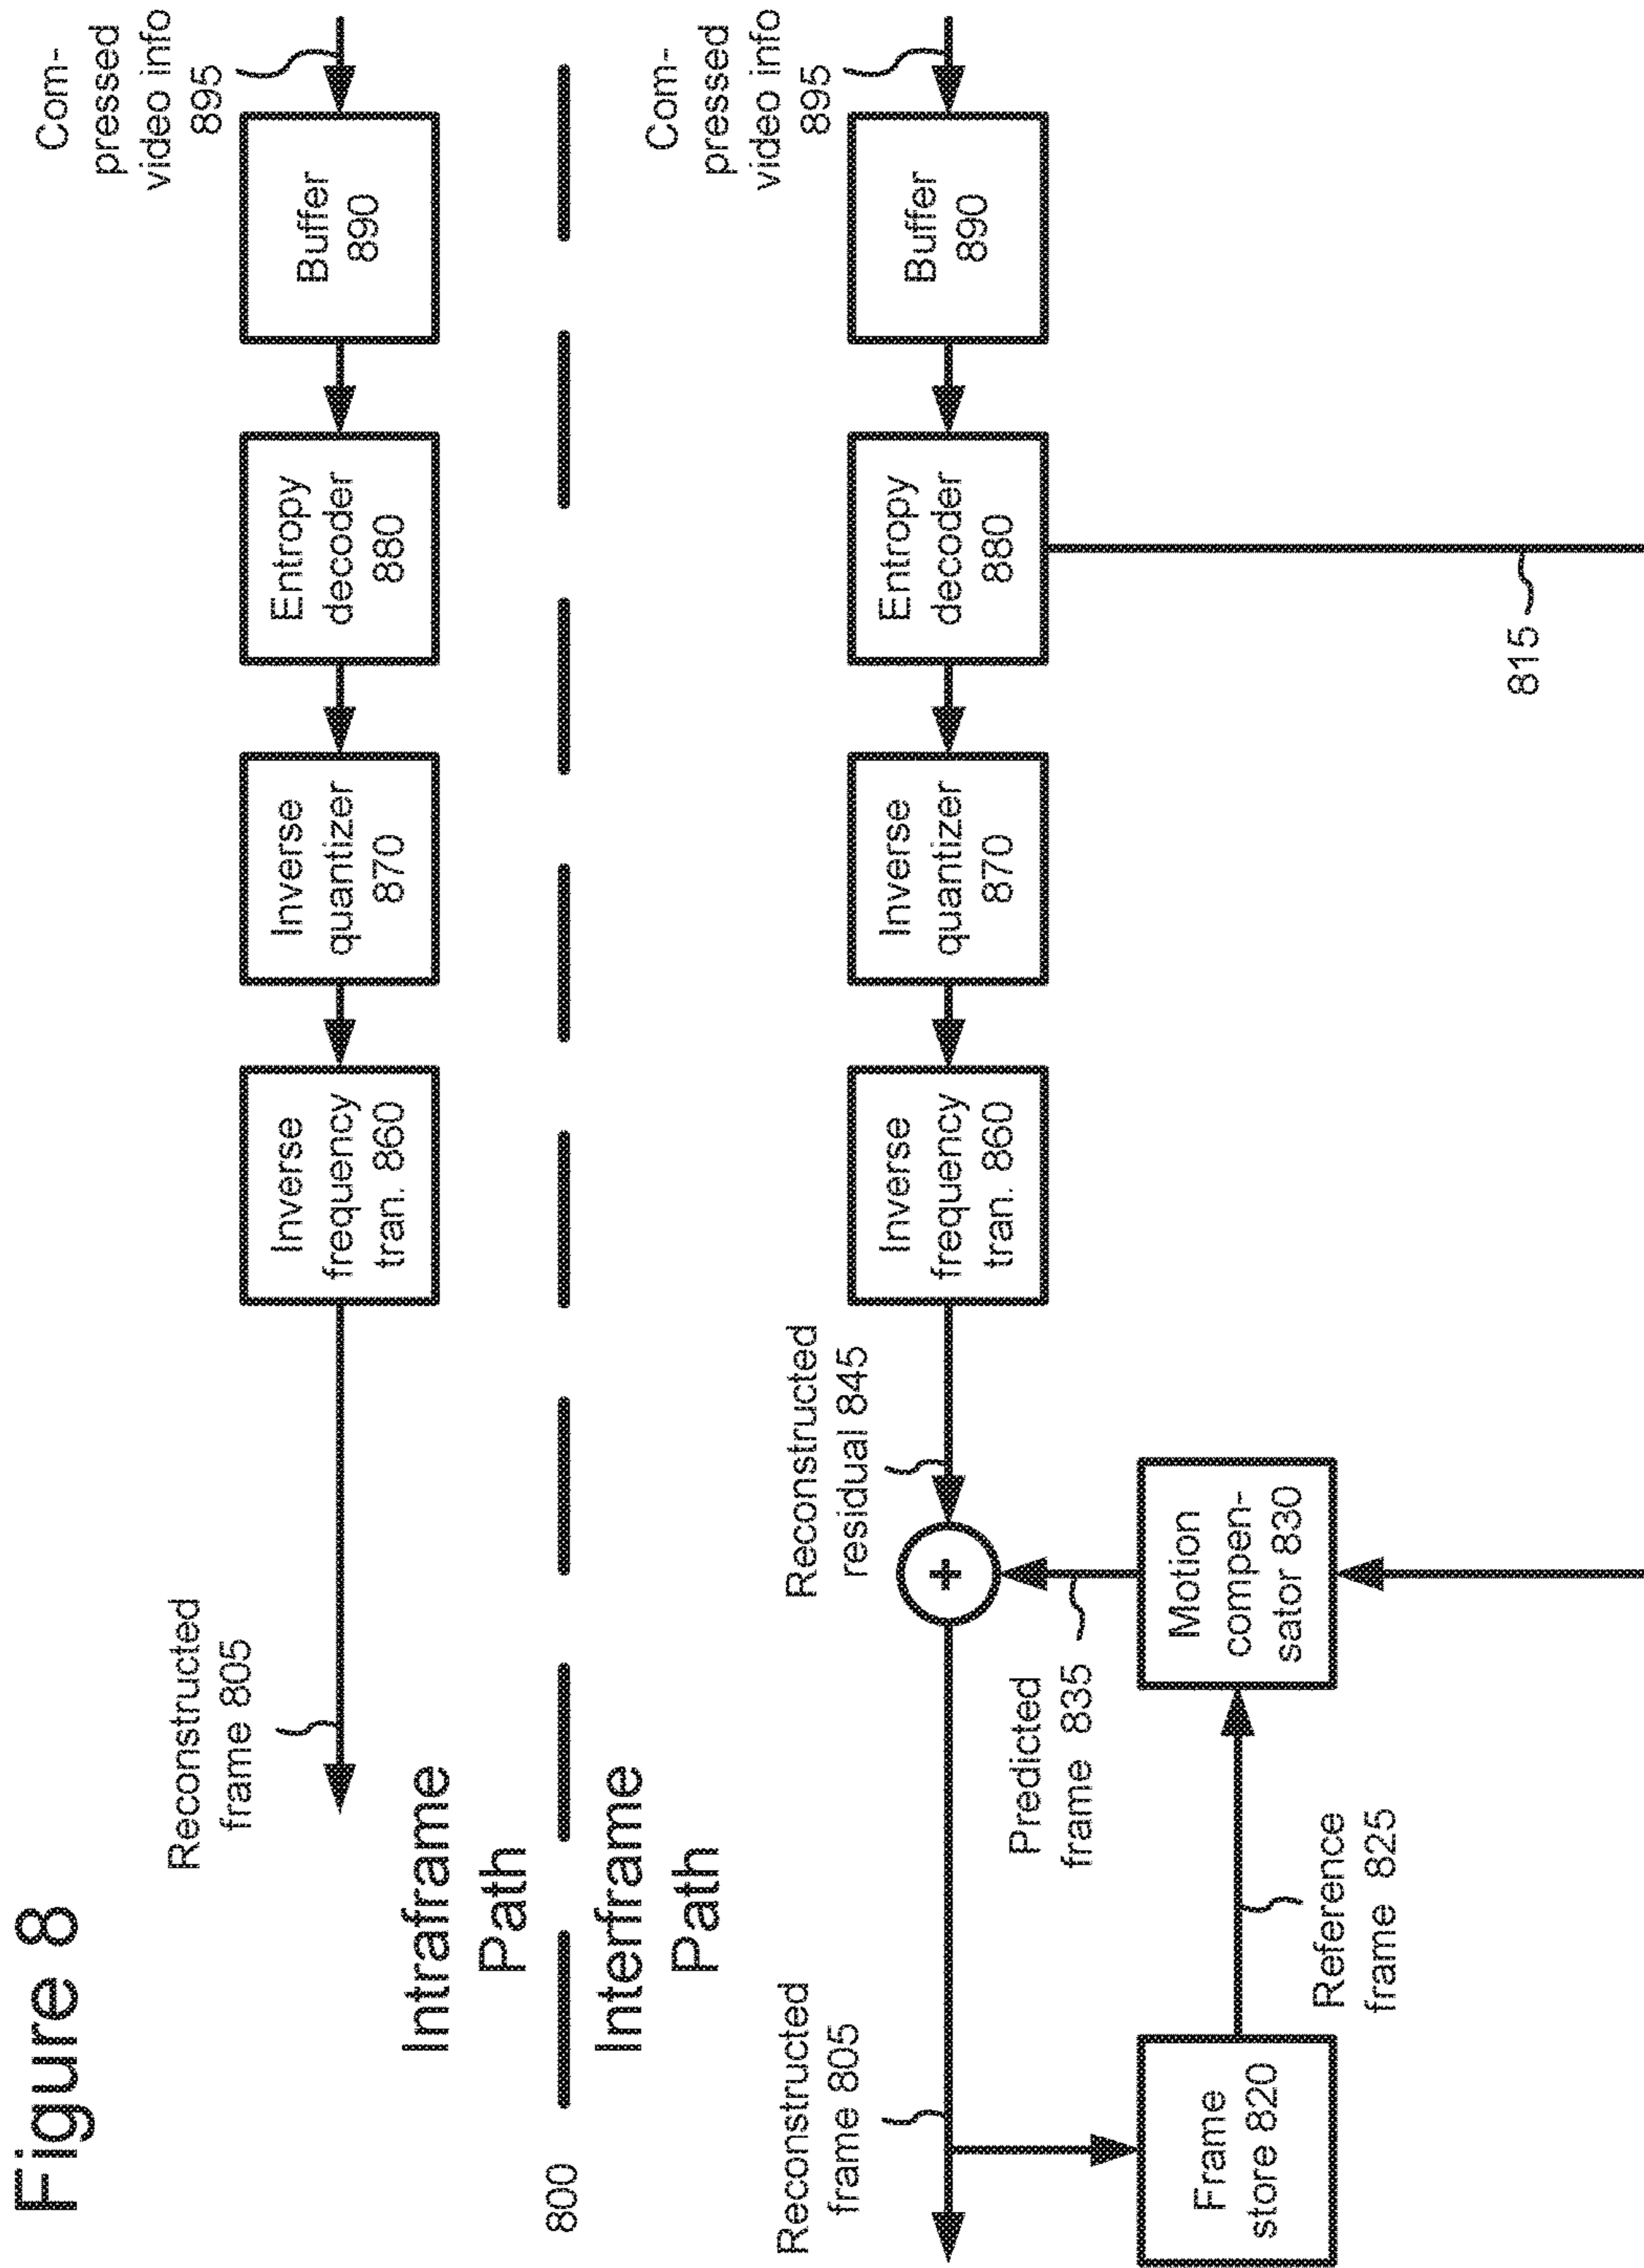 Figure 8
Reconstructed
frame 805
Inverse
frequency
tran. 860
Inverse
quantizer
870
Entropy
decoder
880
Buffer
890
Com-
pressed
video info
895
Intraframe
Path
800
Interframe
Path
Reconstructed
frame 805
Reconstructed
residual 845
+
Inverse
frequency
tran. 860
Inverse
quantizer
870
Entropy
decoder
880
Buffer
890
Com-
pressed
video info
895
Predicted
frame 835
Frame
store 820
Reference
frame 825
Motion
compen-
sator 830
815